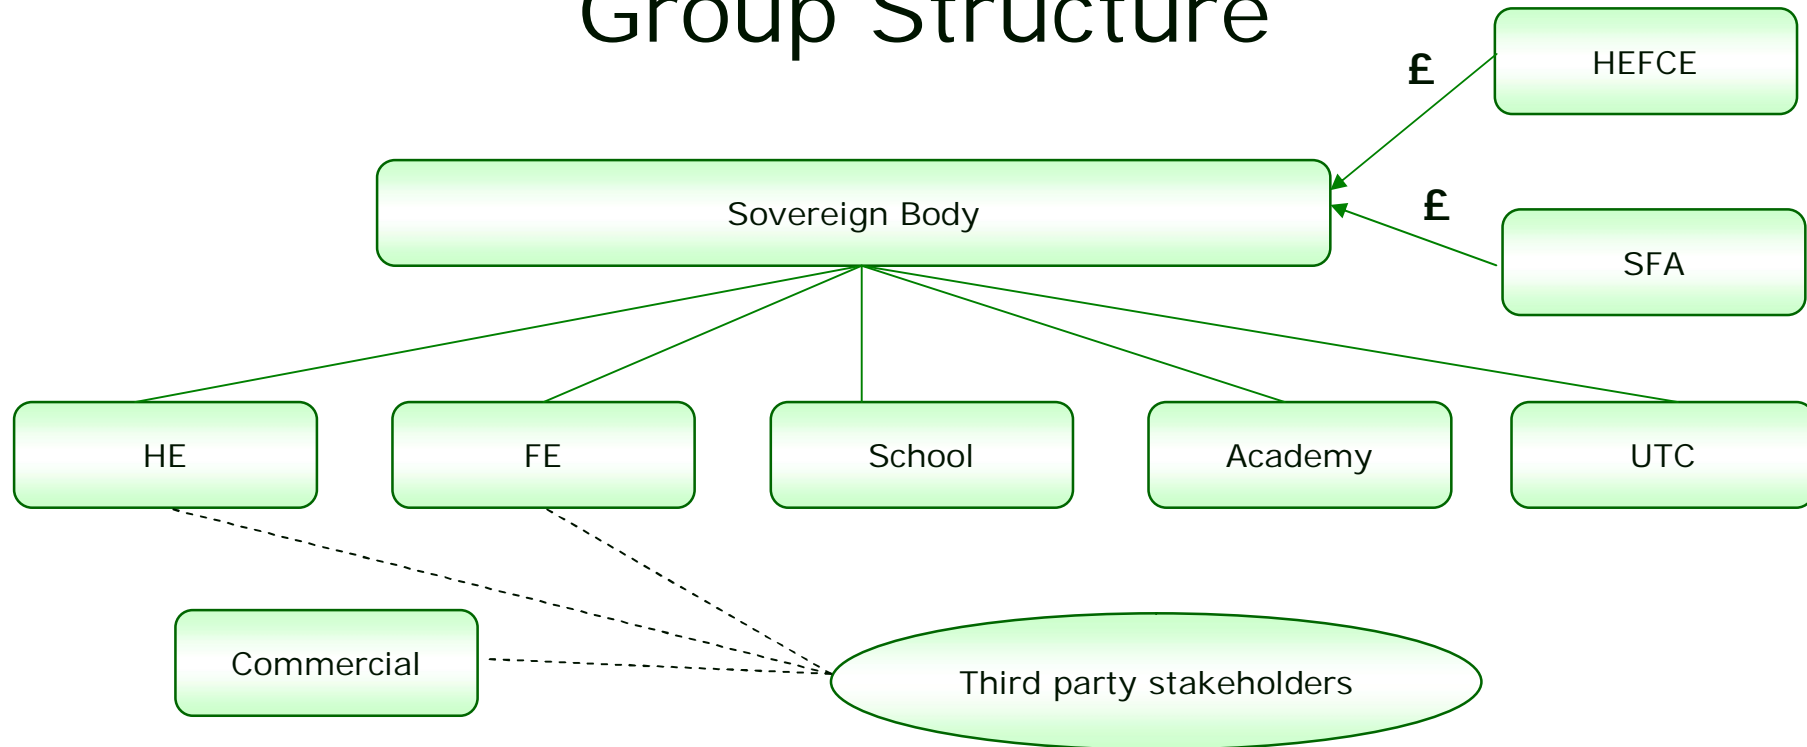 Group Structure
£
HEFCE
Sovereign Body
£
SFA
HE
FE
School
Academy
UTC
Commercial
Third party stakeholders